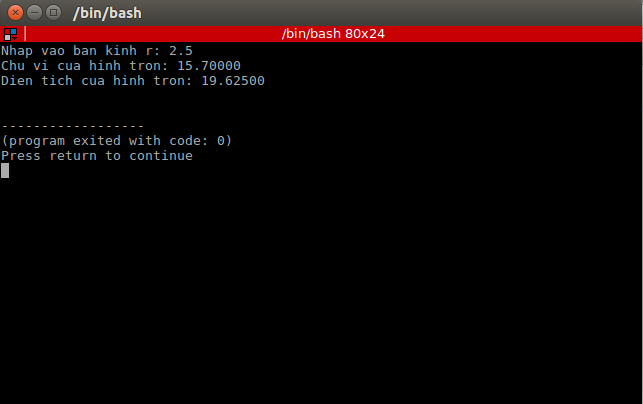 /bin/bash
/bin/bash 80x24
Nhap vao ban kinh r: 2.5
Chu vi cua hinh tron: 15.70000
Dien tich cua hinh tron: 19.62500
------------------
(program exited with code: 0)
Press return to continue